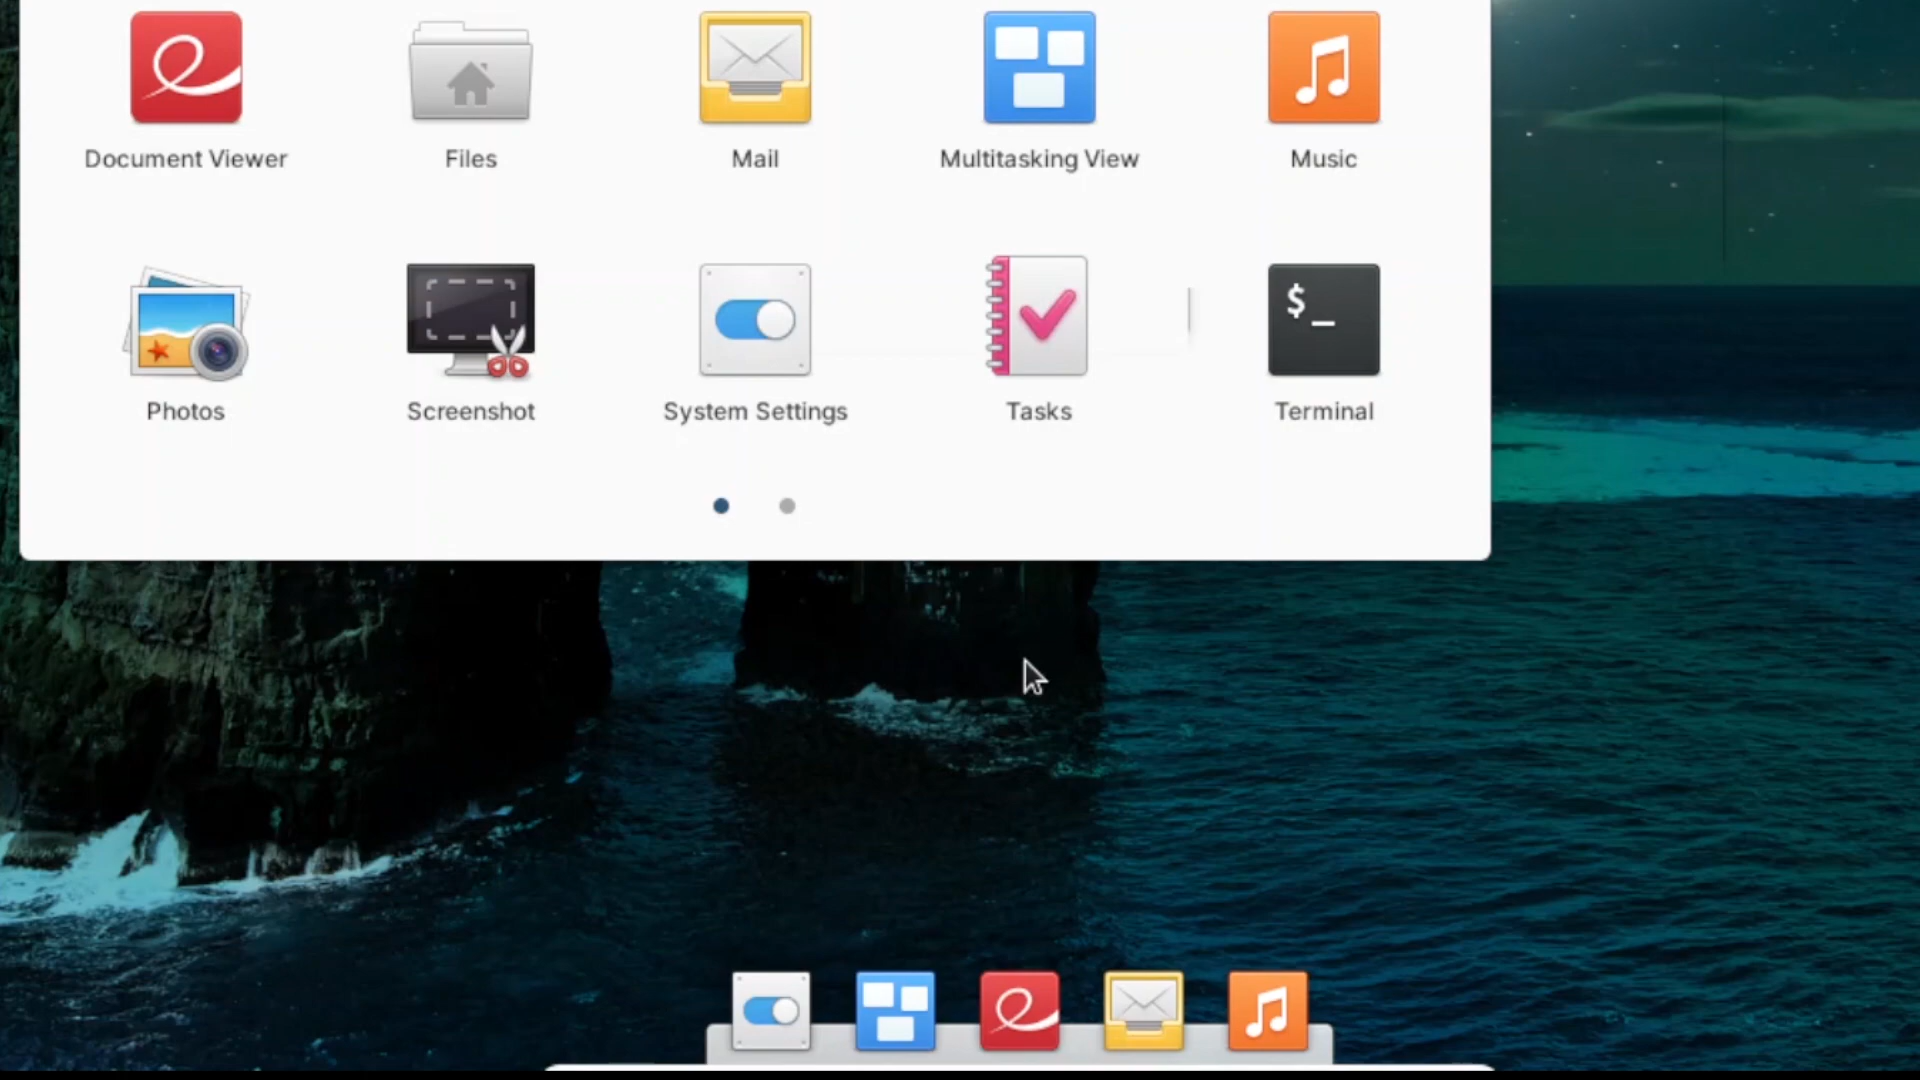 Document Viewer
Files
Mail
Multitasking View
Music
$_
Photos
Screenshot
System Settings
Tasks
Terminal